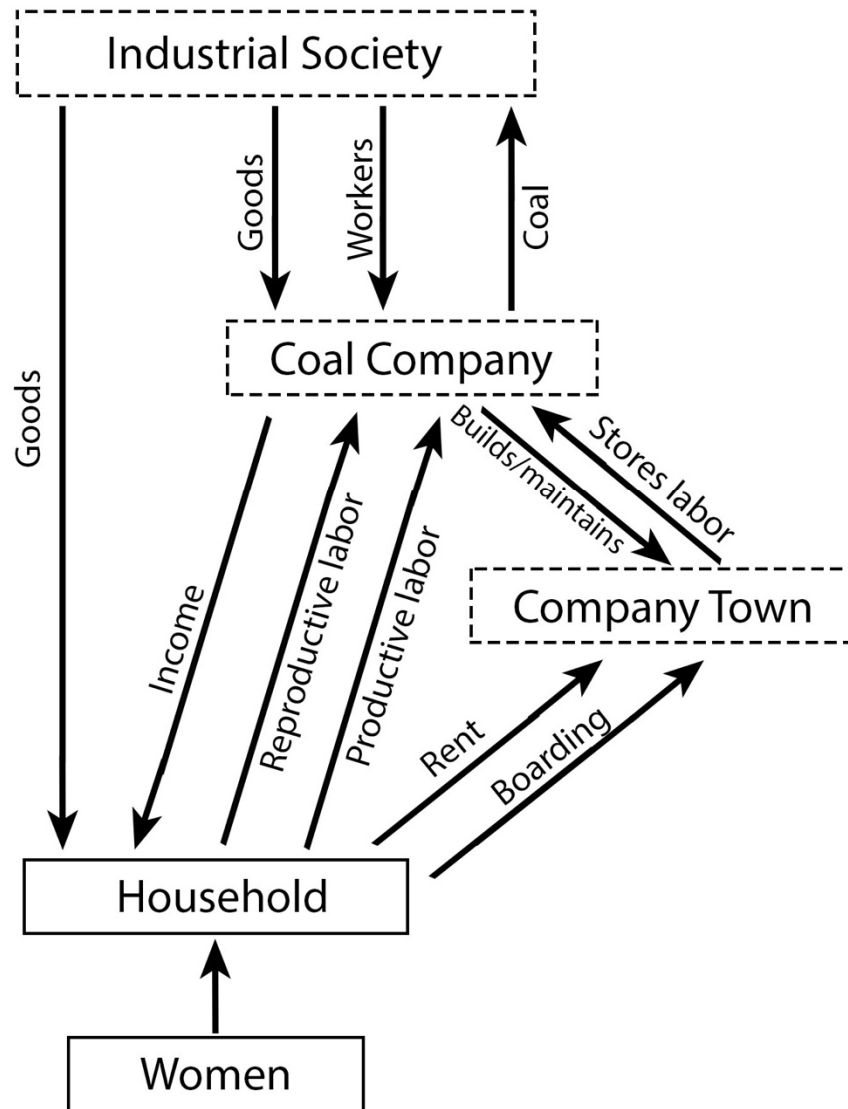 Industrial Society
Goods
Goods
Workers
Coal
Coal Company
Builds/maintains
Stores labor
Income
Reproductive labor
Productive labor
Company Town
Rent
Boarding
Household
Women